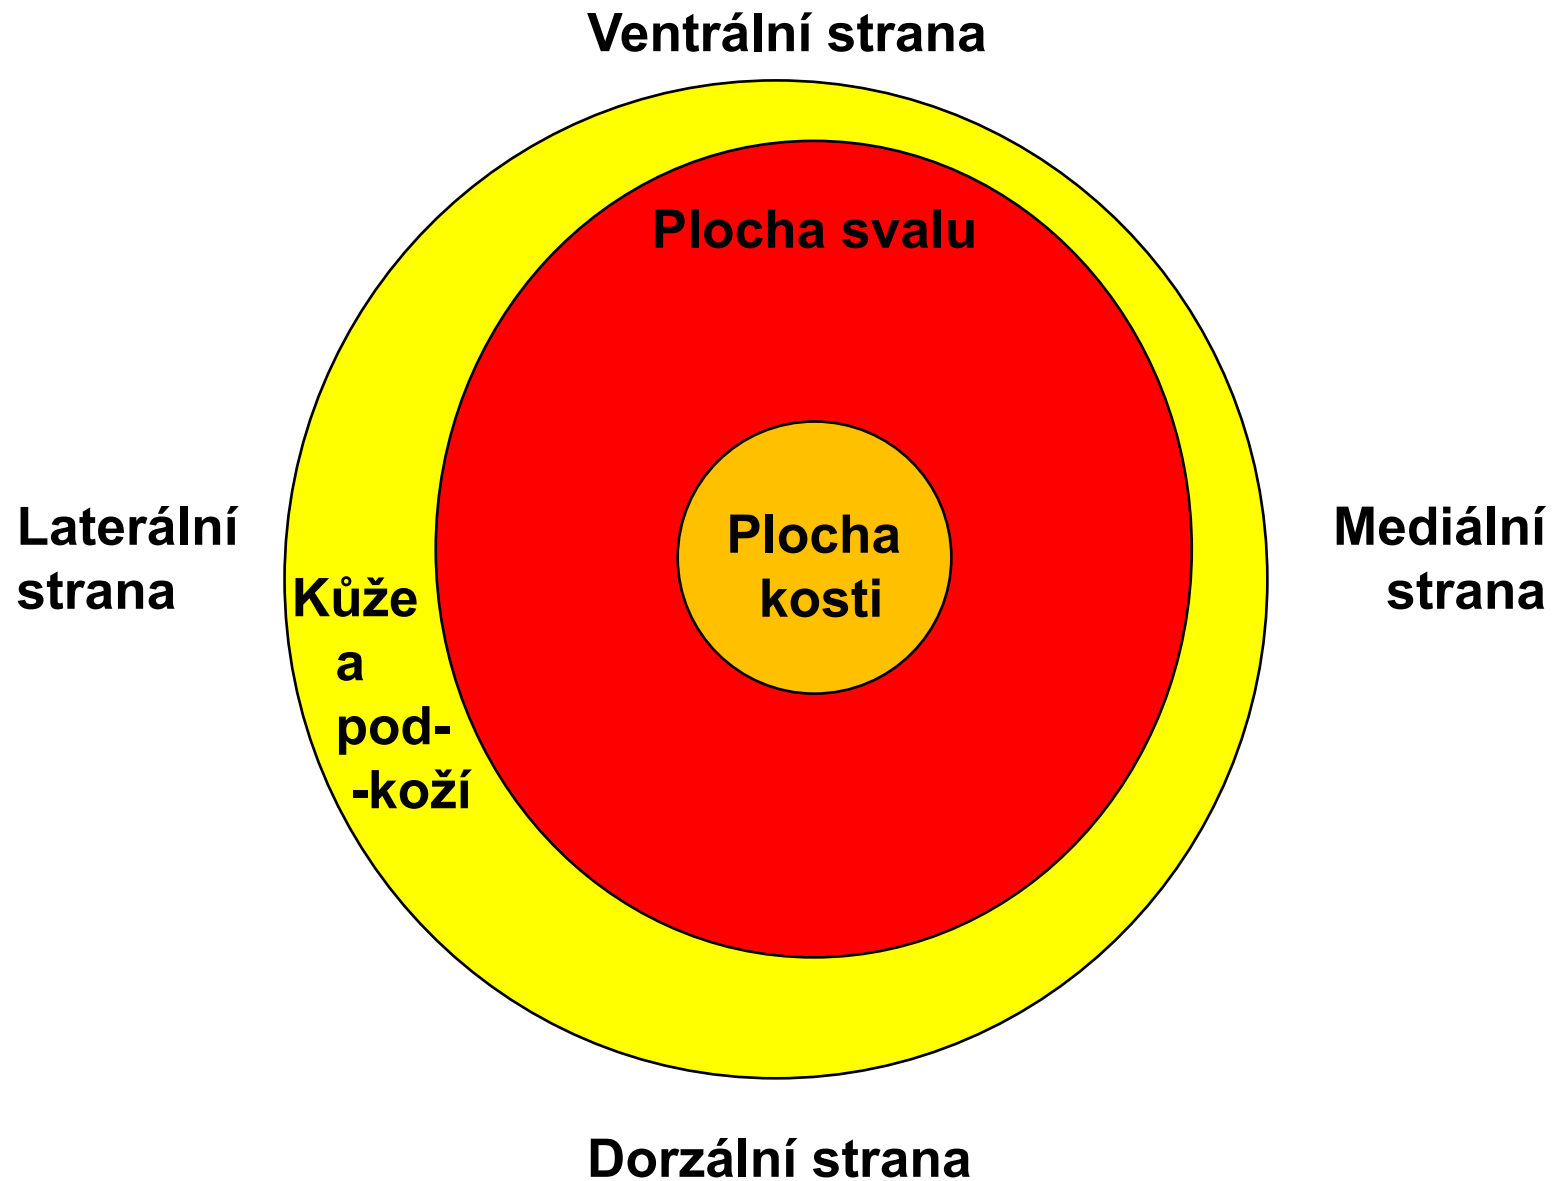 Ventrální strana
Plocha svalu
Laterální
strana
Plocha
kosti
Mediální
strana
Kůže
a
pod-
-koží
Dorzální strana